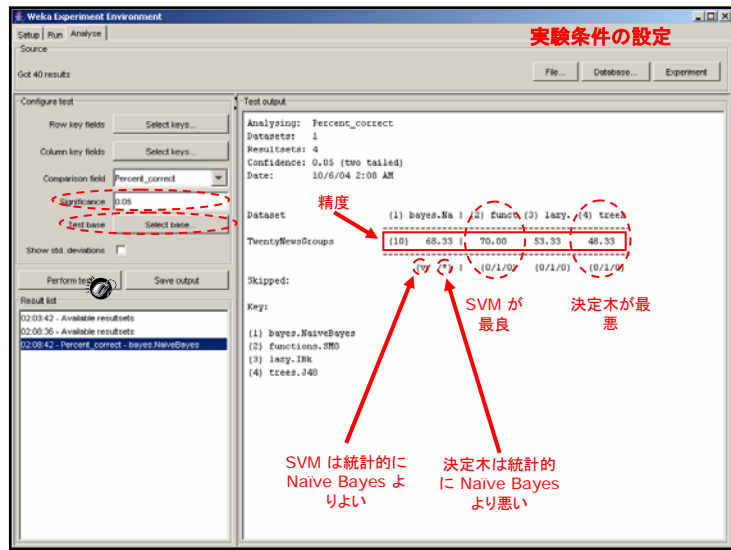 Weka Experiment Environment
Setup Run Analyse
実験条件の設定
Source
Got 40 results
File... Database... Experiment
Configure test
Row key fields Select keys...
Column key fields Select keys...
Comparison field Percent_correct
Significance 0.05
Test base Select base...
Show std. deviations
Perform test Save output
Result list
02:03:42 - Available resultsets
02:08:36 - Available resultsets
02:08:42 - Percent_correct - bayes.NaiveBayes
Test output
Analysing: Percent_correct
Datasets: 1
Resultsets: 4
Confidence: 0.05 (two tailed)
Date: 10/6/04 2:08 AM
精度
Dataset (1) bayes.Na | (2) funct (3) lazy. (4) trees
TwentyNewsGroups (10) 68.33 | 70.00 53.33 48.33
(v/ /*) | (0/1/0) (0/1/0) (0/1/0)
Skipped:
Key:
(1) bayes.NaiveBayes
(2) functions.SMO
(3) lazy.IBk
(4) trees.J48
SVM が
最良
決定木が最
悪
SVM は統計的に
Naïve Bayes よ
りよい
決定木は統計的
に Naïve Bayes
より悪い